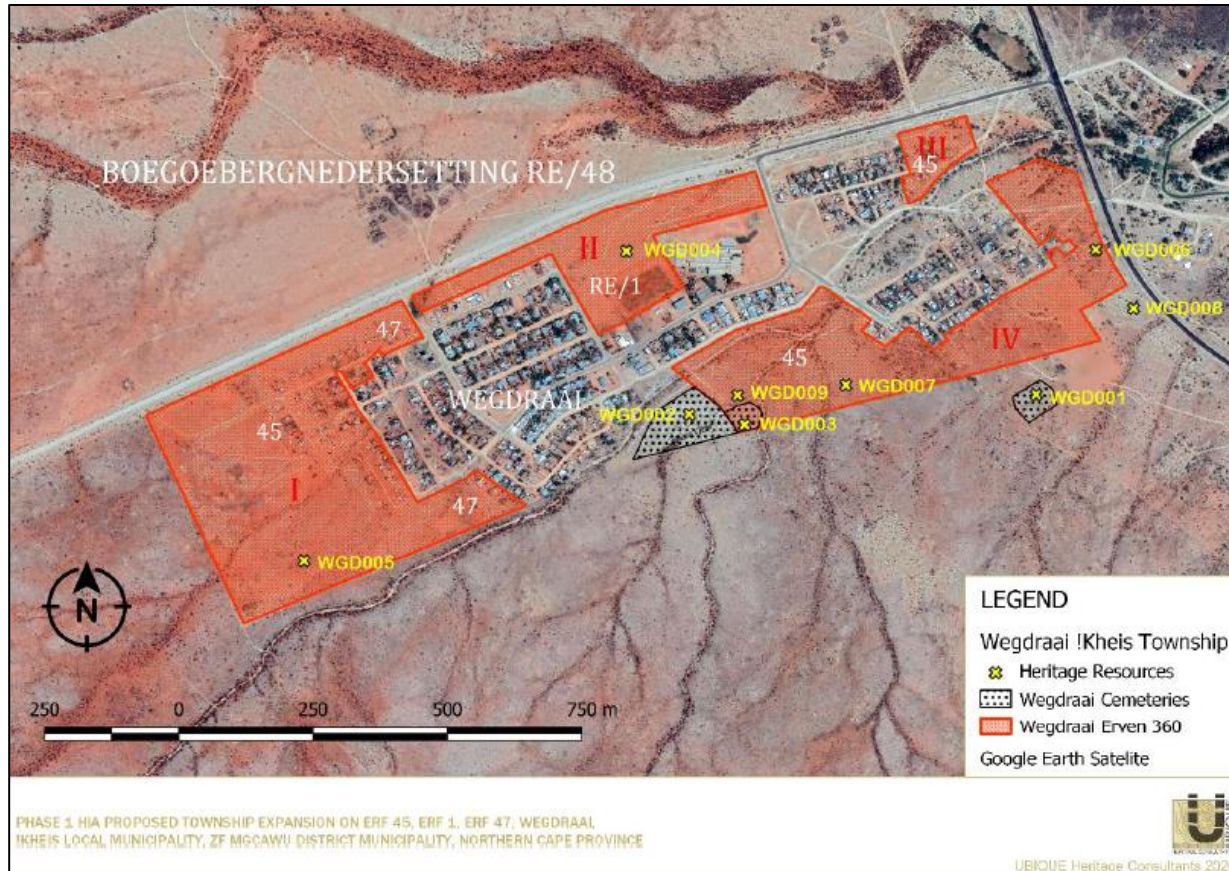 BOEGOEBERGNEDERSETTING RE/48
III
45
II
WGD004
WGD006
RE/1
47
WGD008
IV
45
WGD007
WGD009
WGD001
WEGDRAAI
WGD002
WGD003
45
I
47
WGD005
N
250 0 250 500 750 m
LEGEND
Wegdraai !Kheis Township
Heritage Resources
Wegdraai Cemeteries
Wegdraai Erven 360
Google Earth Satelite
PHASE 1 HIA PROPOSED TOWNSHIP EXPANSION ON ERF 45, ERF 1, ERF 47, WEGDRAAI,
!KHEIS LOCAL MUNICIPALITY, ZF MGCAWU DISTRICT MUNICIPALITY, NORTHERN CAPE PROVINCE
UBIQUE Heritage Consultants